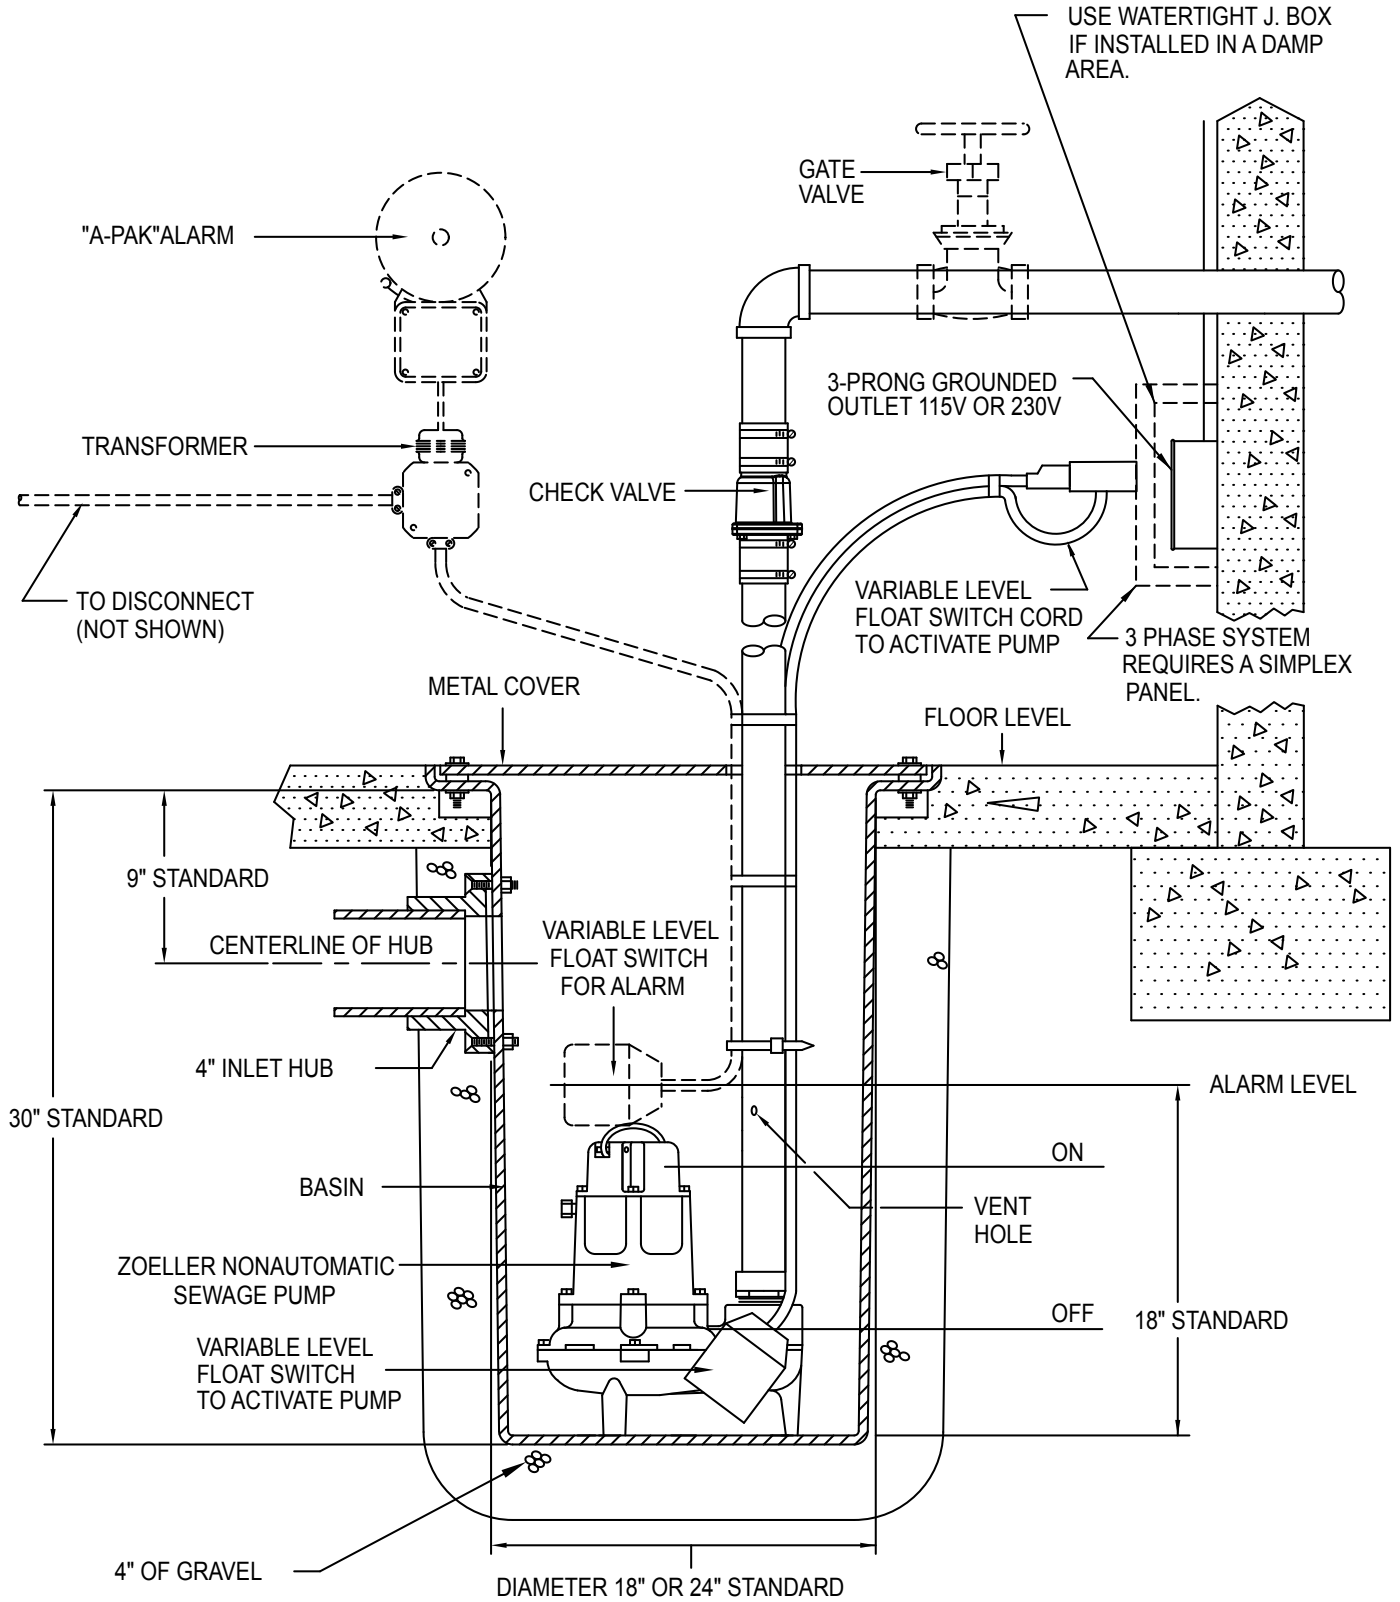 USE WATERTIGHT J. BOX
IF INSTALLED IN A DAMP
AREA.
GATE
VALVE
"A-PAK"ALARM
3-PRONG GROUNDED
OUTLET 115V OR 230V
TRANSFORMER
CHECK VALVE
TO DISCONNECT
(NOT SHOWN)
VARIABLE LEVEL
FLOAT SWITCH CORD
TO ACTIVATE PUMP
3 PHASE SYSTEM
REQUIRES A SIMPLEX
PANEL.
METAL COVER
FLOOR LEVEL
9" STANDARD
CENTERLINE OF HUB
VARIABLE LEVEL
FLOAT SWITCH
FOR ALARM
4" INLET HUB
ALARM LEVEL
30" STANDARD
ON
BASIN
VENT
HOLE
ZOELLER NONAUTOMATIC
SEWAGE PUMP
OFF
18" STANDARD
VARIABLE LEVEL
FLOAT SWITCH
TO ACTIVATE PUMP
4" OF GRAVEL
DIAMETER 18" OR 24" STANDARD